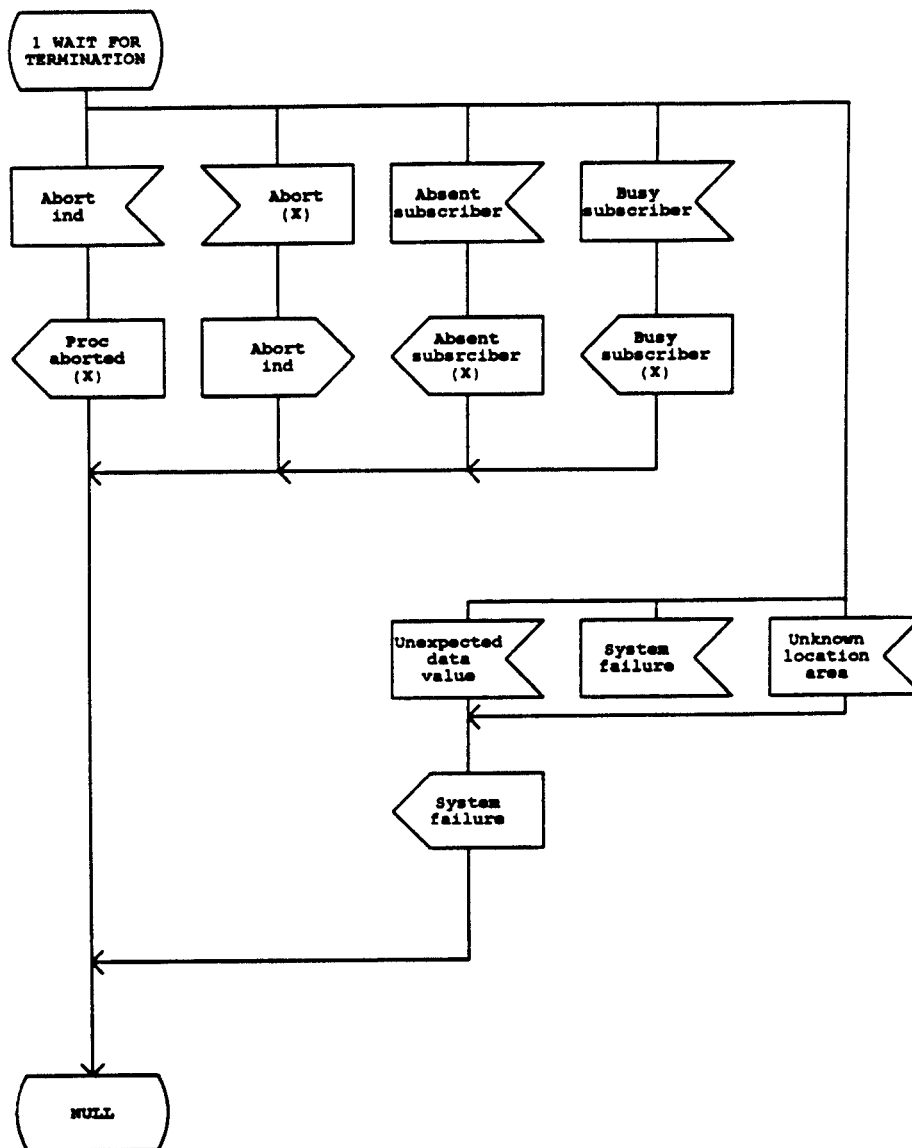 1 WAIT FOR
TERMINATION
Abort
ind
Abort
(X)
Absent
subscriber
Busy
subscriber
Proc
aborted
(X)
Abort
ind
Absent
subsrciber
(X)
Busy
subscriber
(X)
Unexpected
data
value
System
failure
Unknown
location
area
System
failure
NULL